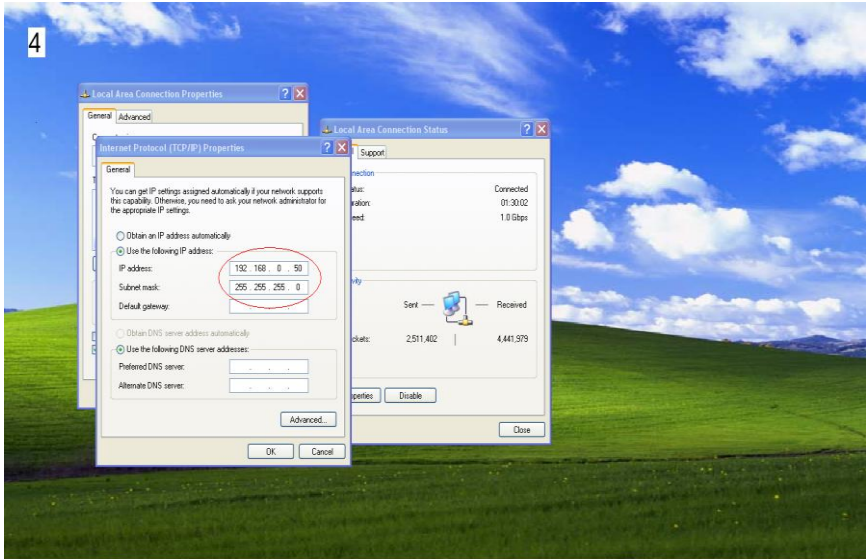 4
Local Area Connection Properties
General Advanced
Internet Protocol (TCP/IP) Properties
General
You can get IP settings assigned automatically if your network supports
this capability. Otherwise, you need to ask your network administrator for
the appropriate IP settings.
Obtain an IP address automatically
Use the following IP address:
IP address: 192 . 168 . 0 . 50
Subnet mask: 255 . 255 . 255 . 0
Default gateway: . . .
Obtain DNS server address automatically
Use the following DNS server addresses:
Preferred DNS server: . . .
Alternate DNS server: . . .
Advanced...
OK Cancel
Local Area Connection Status
Support
Connected
01:30:02
1.0 Gbps
Sent — — Received
2,511,402 | 4,441,979
Disable
Close